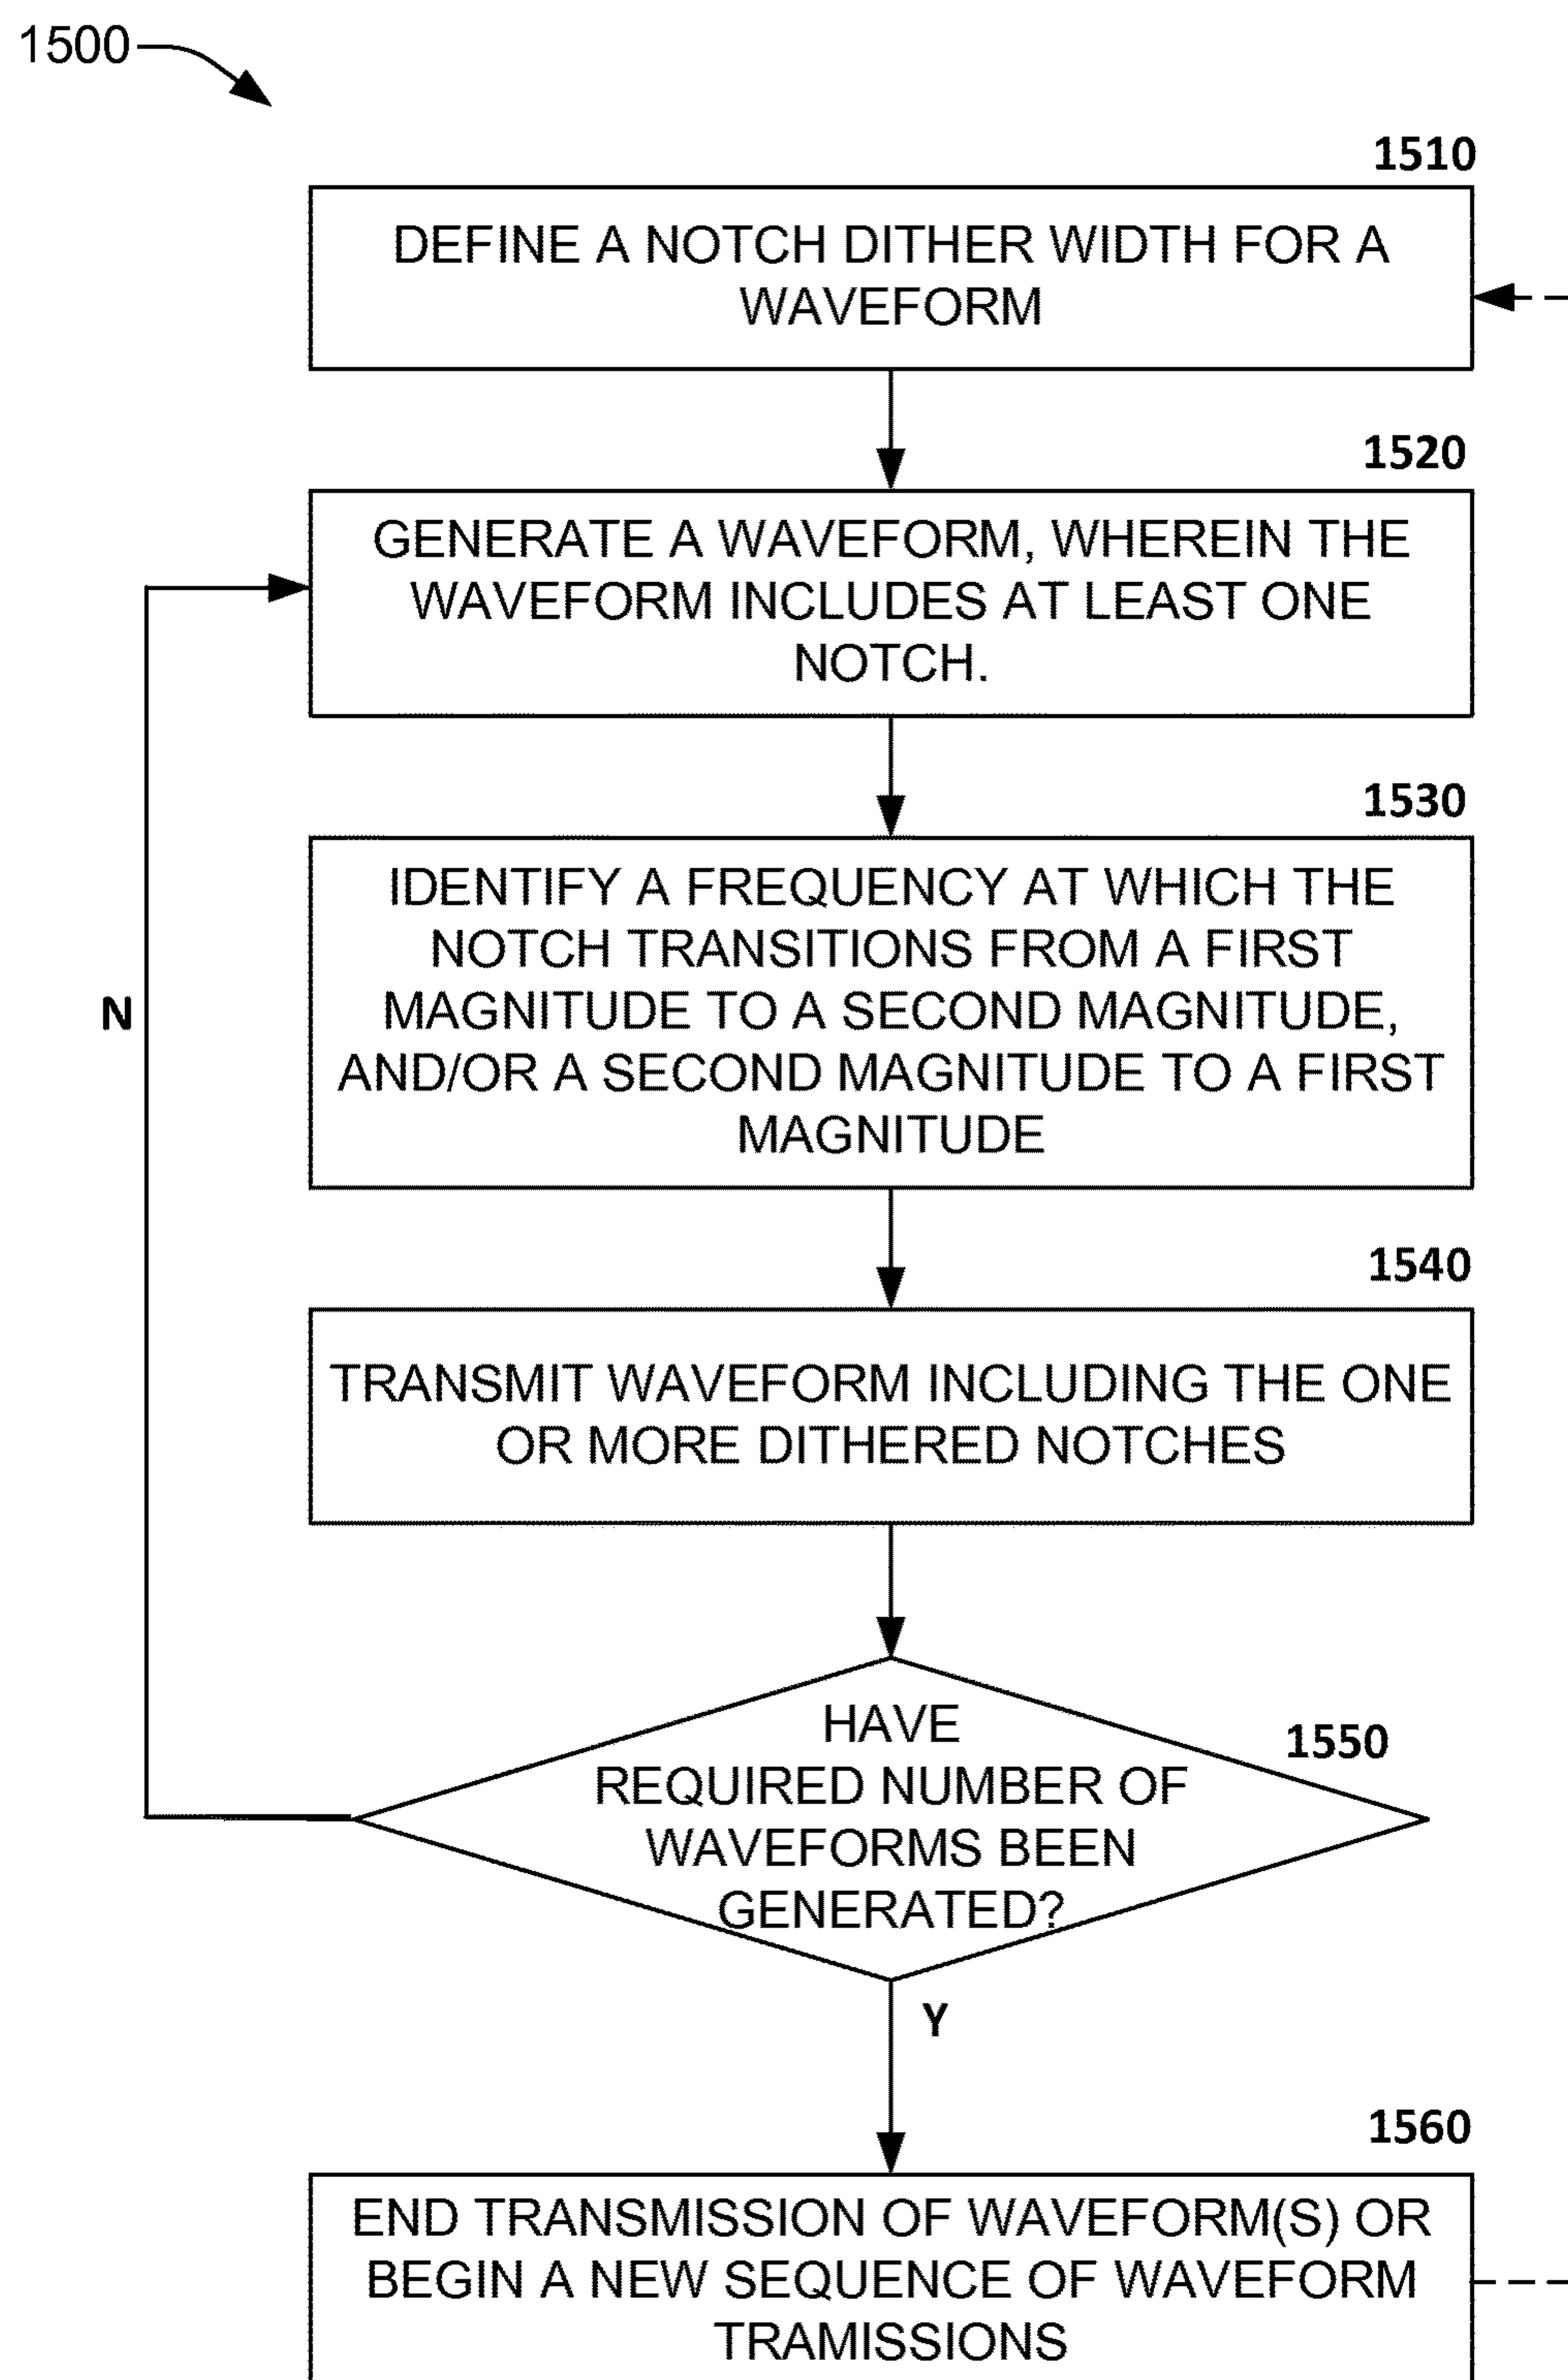 1500
1510
DEFINE A NOTCH DITHER WIDTH FOR A
WAVEFORM
1520
GENERATE A WAVEFORM, WHEREIN THE
WAVEFORM INCLUDES AT LEAST ONE
NOTCH.
1530
IDENTIFY A FREQUENCY AT WHICH THE
NOTCH TRANSITIONS FROM A FIRST
MAGNITUDE TO A SECOND MAGNITUDE,
AND/OR A SECOND MAGNITUDE TO A FIRST
MAGNITUDE
N
1540
TRANSMIT WAVEFORM INCLUDING THE ONE
OR MORE DITHERED NOTCHES
HAVE
1550
REQUIRED NUMBER OF
WAVEFORMS BEEN
GENERATED?
Y
1560
END TRANSMISSION OF WAVEFORM(S) OR
BEGIN A NEW SEQUENCE OF WAVEFORM
TRAMISSIONS